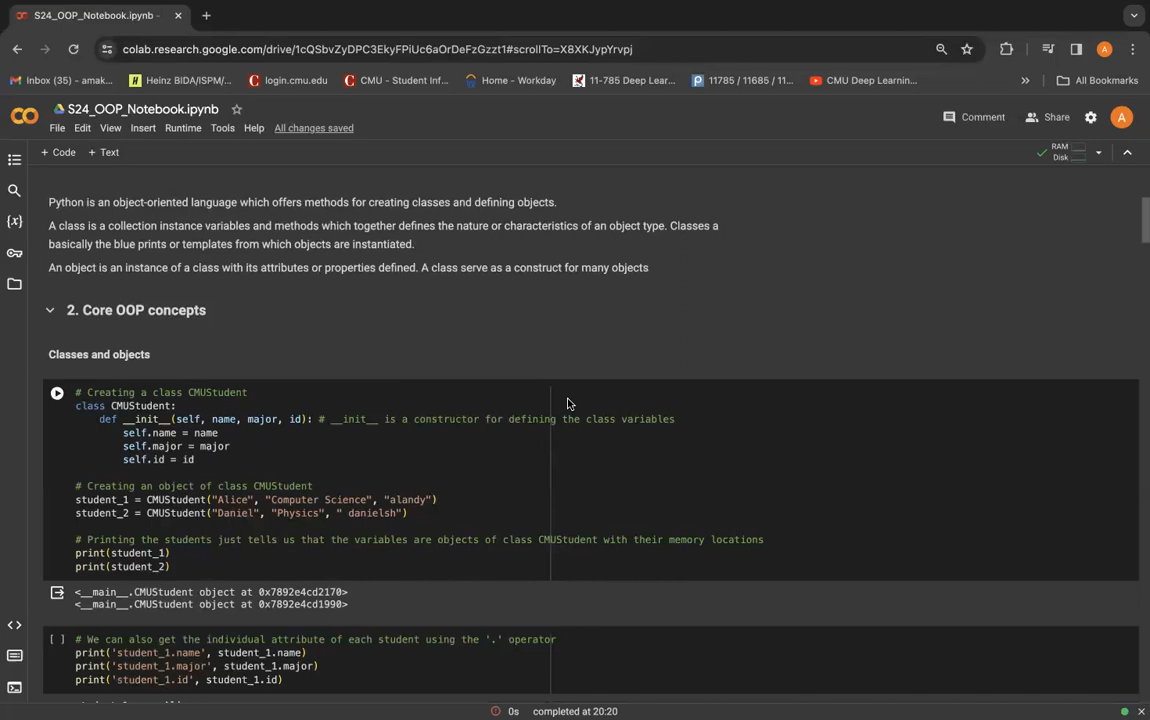 S24_OOP_Notebook.ipynb -
colab.research.google.com/drive/1cQSbvZyDPC3EkyFPiUc6aOrDeFzGzzt1#scrollTo=X8XKJypYrvpj
A
Inbox (35) - amak...
H Heinz BIDA/ISPM/...
C login.cmu.edu
C CMU - Student Inf...
Home - Workday
11-785 Deep Lear...
11785 / 11685 / 11...
CMU Deep Learnin...
All Bookmarks
S24_OOP_Notebook.ipynb
File Edit View Insert Runtime Tools Help All changes saved
Comment Share A
+ Code + Text
RAM
Disk
Python is an object-oriented language which offers methods for creating classes and defining objects.
A class is a collection instance variables and methods which together defines the nature or characteristics of an object type. Classes a
basically the blue prints or templates from which objects are instantiated.
An object is an instance of a class with its attributes or properties defined. A class serve as a construct for many objects
2. Core OOP concepts
Classes and objects
# Creating a class CMUStudent
class CMUStudent:
def __init__(self, name, major, id): # __init__ is a constructor for defining the class variables
self.name = name
self.major = major
self.id = id
# Creating an object of class CMUStudent
student_1 = CMUStudent("Alice", "Computer Science", "alandy")
student_2 = CMUStudent("Daniel", "Physics", " danielsh")
# Printing the students just tells us that the variables are objects of class CMUStudent with their memory locations
print(student_1)
print(student_2)
<__main__.CMUStudent object at 0x7892e4cd2170>
<__main__.CMUStudent object at 0x7892e4cd1990>
[ ] # We can also get the individual attribute of each student using the '.' operator
print('student_1.name', student_1.name)
print('student_1.major', student_1.major)
print('student_1.id', student_1.id)
0s completed at 20:20